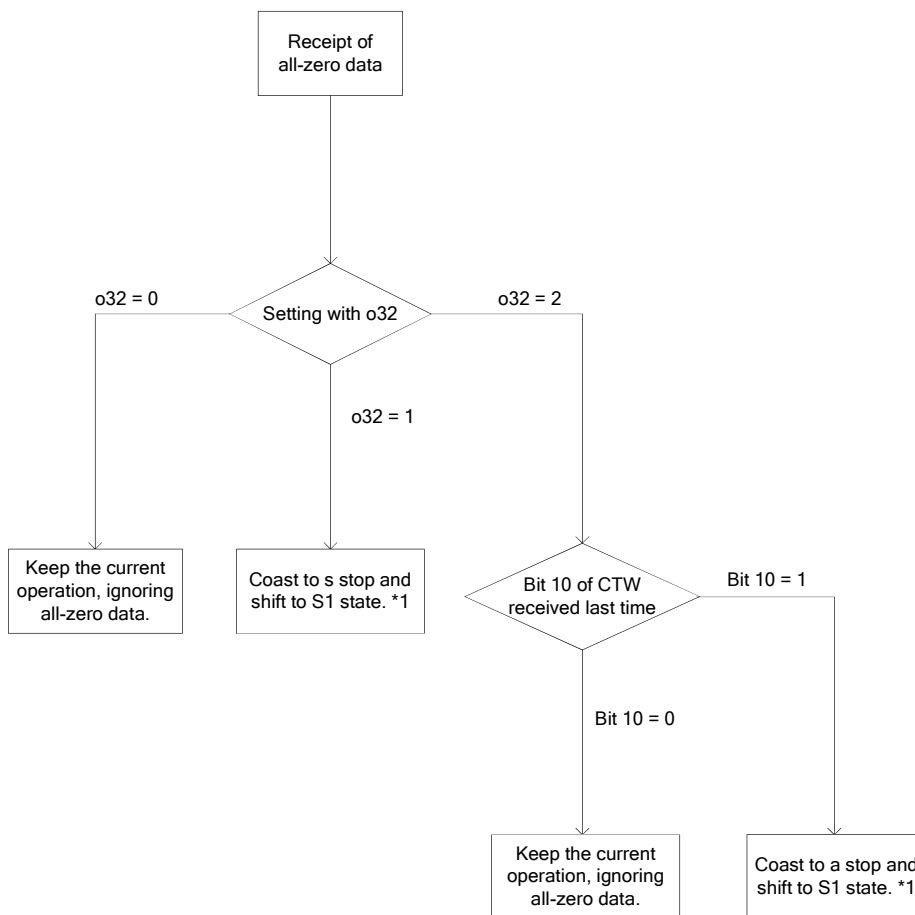 Receipt of
all-zero data
o32 = 0
Setting with o32
o32 = 2
o32 = 1
Keep the current
operation, ignoring
all-zero data.
Coast to s stop and
shift to S1 state. *1
Bit 10 of CTW
received last time
Bit 10 = 1
Bit 10 = 0
Keep the current
operation, ignoring
all-zero data.
Coast to a stop and
shift to S1 state. *1